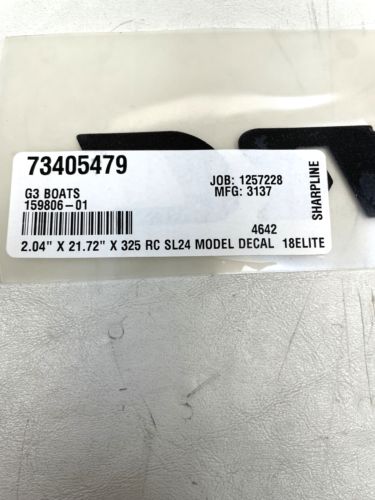 73405479
G3 BOATS
159806-01
JOB: 1257228
MFG: 3137
4642
SHARPLINE
2.04" X 21.72" X 325 RC SL24 MODEL DECAL 18ELITE